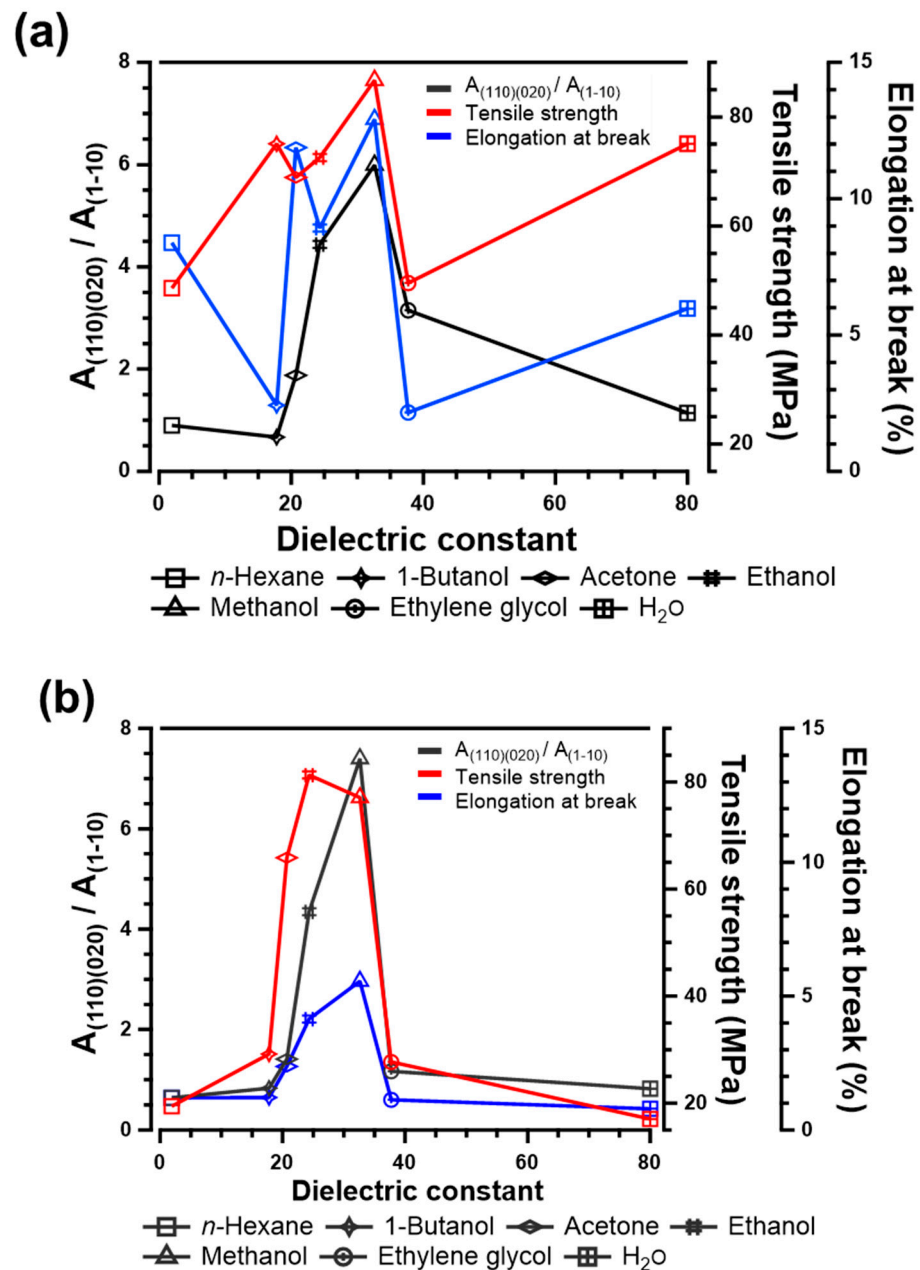 (a)
A(110)(020) / A(1-10)
Tensile strength
Elongation at break
8
6
4
2
0
A(110)(020) / A(1-10)
80
60
40
20
Tensile strength (MPa)
15
10
5
0
Elongation at break (%)
0 20 40 60 80
Dielectric constant
n-Hexane 1-Butanol Acetone Ethanol
Methanol Ethylene glycol H₂O
(b)
A(110)(020) / A(1-10)
Tensile strength
Elongation at break
8
6
4
2
0
A(110)(020) / A(1-10)
80
60
40
20
Tensile strength (MPa)
15
10
5
0
Elongation at break (%)
0 20 40 60 80
Dielectric constant
n-Hexane 1-Butanol Acetone Ethanol
Methanol Ethylene glycol H₂O